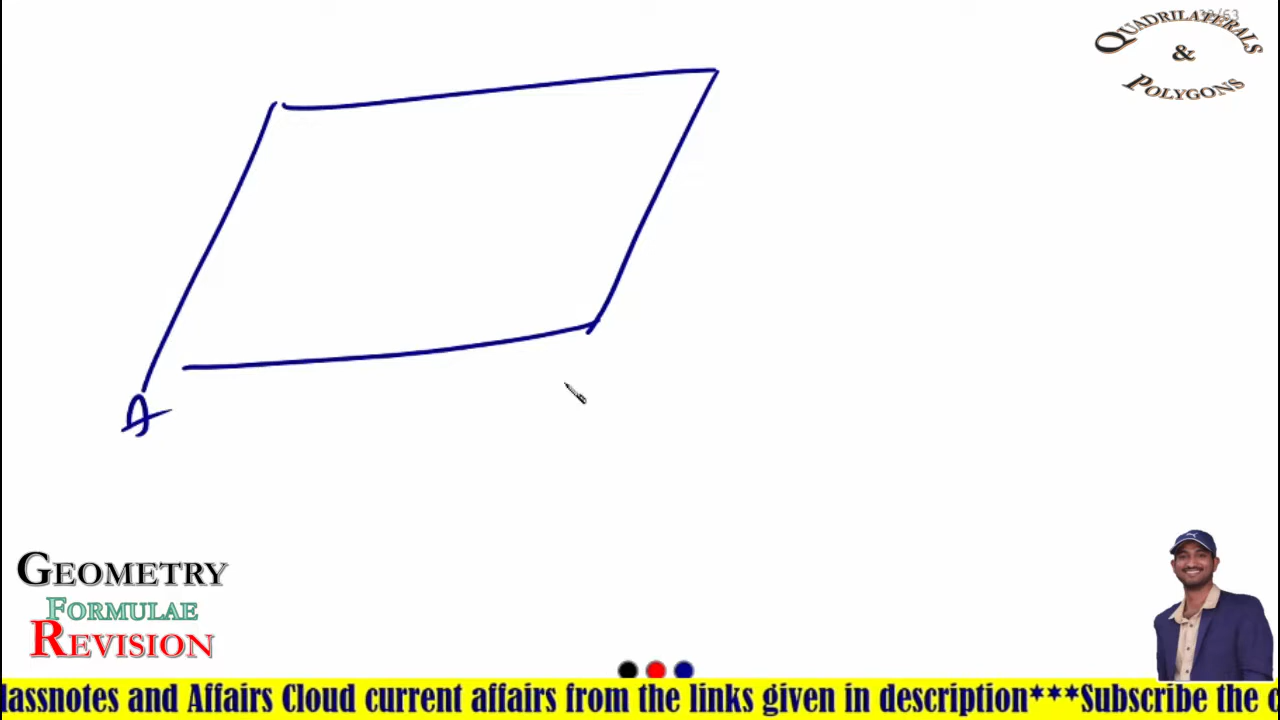 QUADRILATERALS
&
POLYGONS
A
GEOMETRY
FORMULAE
REVISION
lassnotes and Affairs Cloud current affairs from the links given in description***Subscribe the c